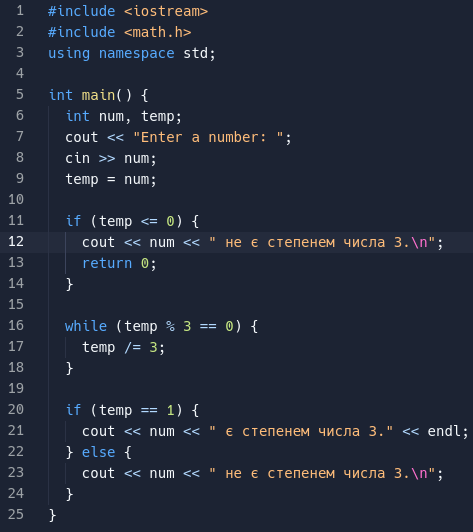 1 #include <iostream>
2 #include <math.h>
3 using namespace std;
4
5 int main() {
6   int num, temp;
7   cout << "Enter a number: ";
8   cin >> num;
9   temp = num;
10
11   if (temp <= 0) {
12     cout << num << " не є степенем числа 3.\n";
13     return 0;
14   }
15
16   while (temp % 3 == 0) {
17     temp /= 3;
18   }
19
20   if (temp == 1) {
21     cout << num << " є степенем числа 3." << endl;
22   } else {
23     cout << num << " не є степенем числа 3.\n";
24   }
25 }